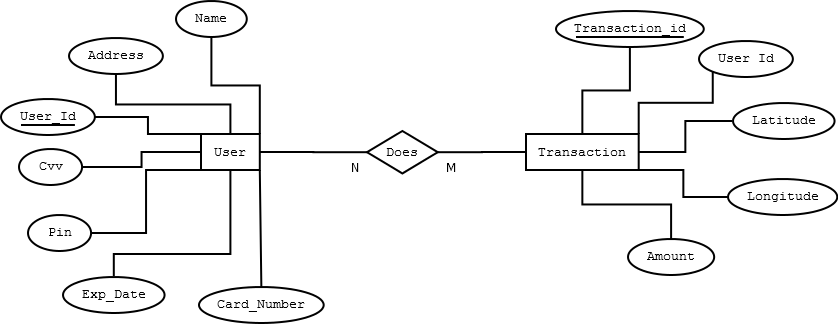 Name
Transaction_id
Address
User Id
User_Id
Latitude
Cvv
User
Does
Transaction
N
M
Longitude
Pin
Amount
Exp_Date
Card_Number